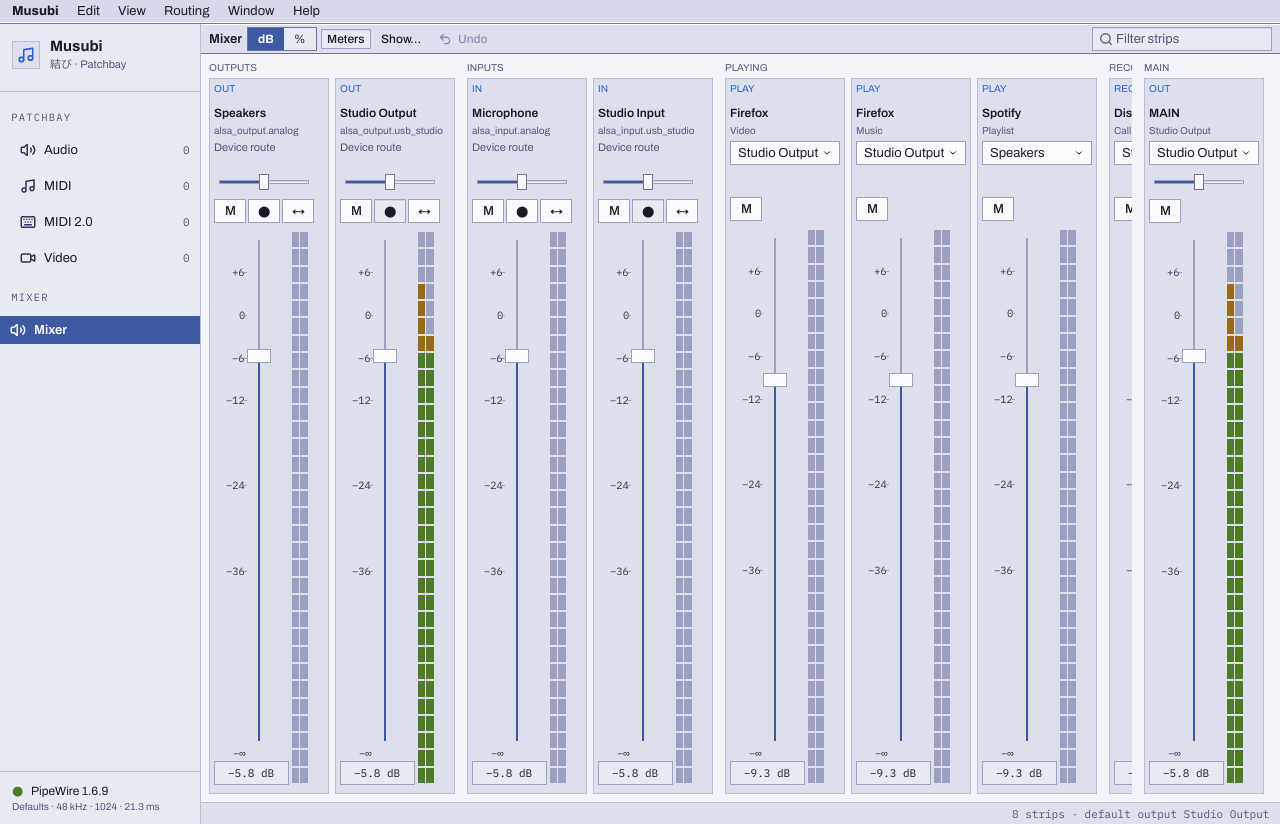 Musubi Edit View Routing Window Help
Musubi
結び · Patchbay
Mixer dB % Meters Show... Undo Filter strips
PATCHBAY
Audio 0
MIDI 0
MIDI 2.0 0
Video 0
MIXER
Mixer
PipeWire 1.6.9
Defaults · 48 kHz · 1024 · 21.3 ms
OUTPUTS
OUT
Speakers
alsa_output.analog
Device route
M
+6
0
−6
−12
−24
−36
−∞
−5.8 dB
OUT
Studio Output
alsa_output.usb_studio
Device route
M
+6
0
−6
−12
−24
−36
−∞
−5.8 dB
INPUTS
IN
Microphone
alsa_input.analog
Device route
M
+6
0
−6
−12
−24
−36
−∞
−5.8 dB
IN
Studio Input
alsa_input.usb_studio
Device route
M
+6
0
−6
−12
−24
−36
−∞
−5.8 dB
PLAYING
PLAY
Firefox
Video
Studio Output
M
+6
0
−6
−12
−24
−36
−∞
−9.3 dB
PLAY
Firefox
Music
Studio Output
M
+6
0
−6
−12
−24
−36
−∞
−9.3 dB
PLAY
Spotify
Playlist
Speakers
M
+6
0
−6
−12
−24
−36
−∞
−9.3 dB
REC
Dis
Call
MAIN
OUT
MAIN
Studio Output
Studio Output
M
+6
0
−6
−12
−24
−36
−∞
−5.8 dB
8 strips · default output Studio Output